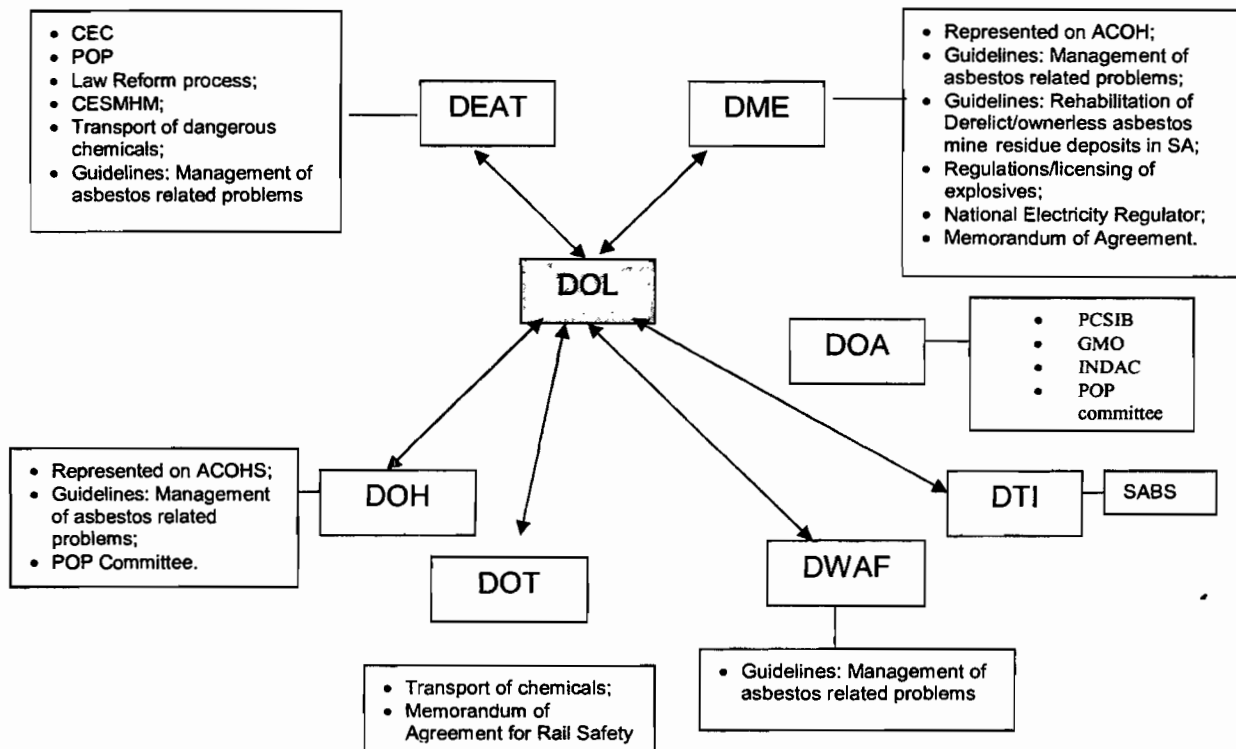 • CEC
• POP
• Law Reform process;
• CESMHM;
• Transport of dangerous
chemicals;
• Guidelines: Management of
asbestos related problems
DEAT
DME
• Represented on ACOH;
• Guidelines: Management of
asbestos related problems;
• Guidelines: Rehabilitation of
Derelict/ownerless asbestos
mine residue deposits in SA;
• Regulations/licensing of
explosives;
• National Electricity Regulator;
• Memorandum of Agreement.
DOL
DOA
• PCSIB
• GMO
• INDAC
• POP
committee
• Represented on ACOHS;
• Guidelines: Management
of asbestos related
problems;
• POP Committee.
DOH
DOT
DWAF
DTI
SABS
• Transport of chemicals;
• Memorandum of
Agreement for Rail Safety
• Guidelines: Management of
asbestos related problems